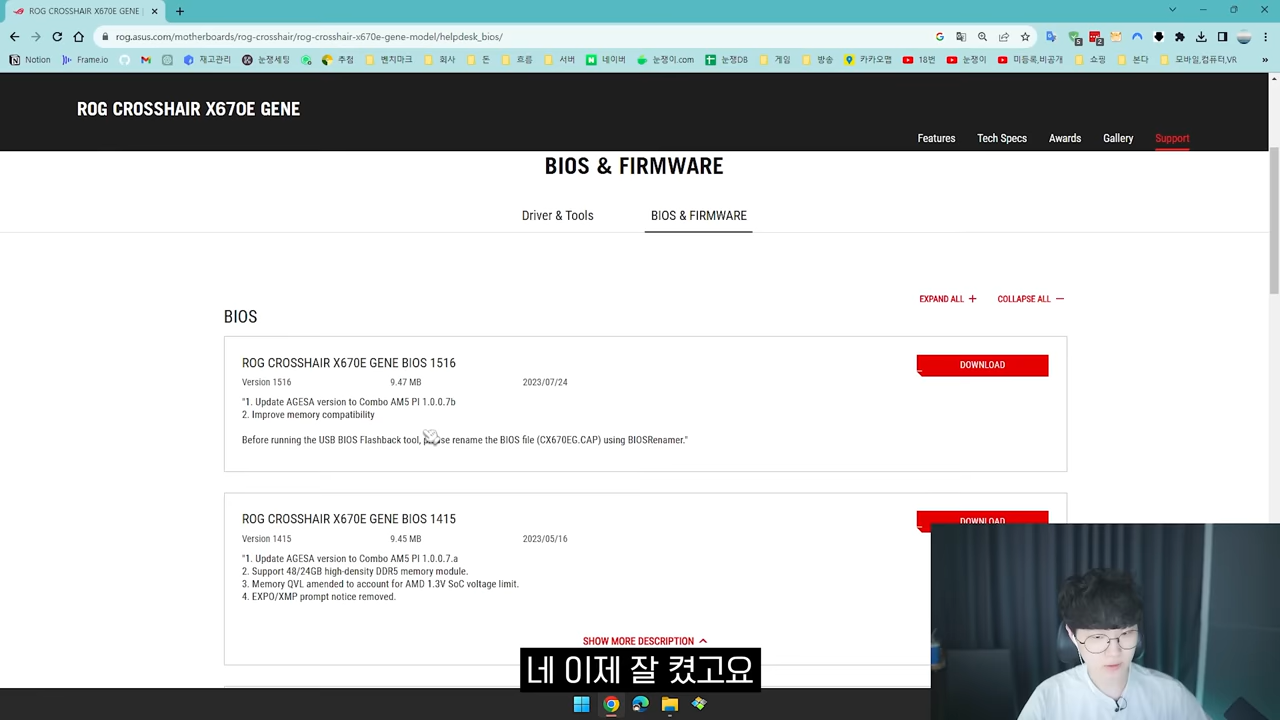 ROG CROSSHAIR X670E GENE |
rog.asus.com/motherboards/rog-crosshair/rog-crosshair-x670e-gene-model/helpdesk_bios/
Notion Frame.io 재고관리 눈쟁세팅 추첨 벤치마크 회사 돈 흐름 서버 네이버 눈쟁이.com 눈쟁DB 게임 방송 카카오맵 18번 눈쟁이 미등록,비공개 쇼핑 본다 모바일,컴퓨터,VR
ROG CROSSHAIR X670E GENE
Features Tech Specs Awards Gallery Support
BIOS & FIRMWARE
Driver & Tools BIOS & FIRMWARE
EXPAND ALL + COLLAPSE ALL −
BIOS
ROG CROSSHAIR X670E GENE BIOS 1516
DOWNLOAD
Version 1516 9.47 MB 2023/07/24
"1. Update AGESA version to Combo AM5 PI 1.0.0.7b
2. Improve memory compatibility
Before running the USB BIOS Flashback tool, please rename the BIOS file (CX670EG.CAP) using BIOSRenamer."
ROG CROSSHAIR X670E GENE BIOS 1415
DOWNLOAD
Version 1415 9.45 MB 2023/05/16
"1. Update AGESA version to Combo AM5 PI 1.0.0.7.a
2. Support 48/24GB high-density DDR5 memory module.
3. Memory QVL amended to account for AMD 1.3V SoC voltage limit.
4. EXPO/XMP prompt notice removed.
SHOW MORE DESCRIPTION
네 이제 잘 켰고요